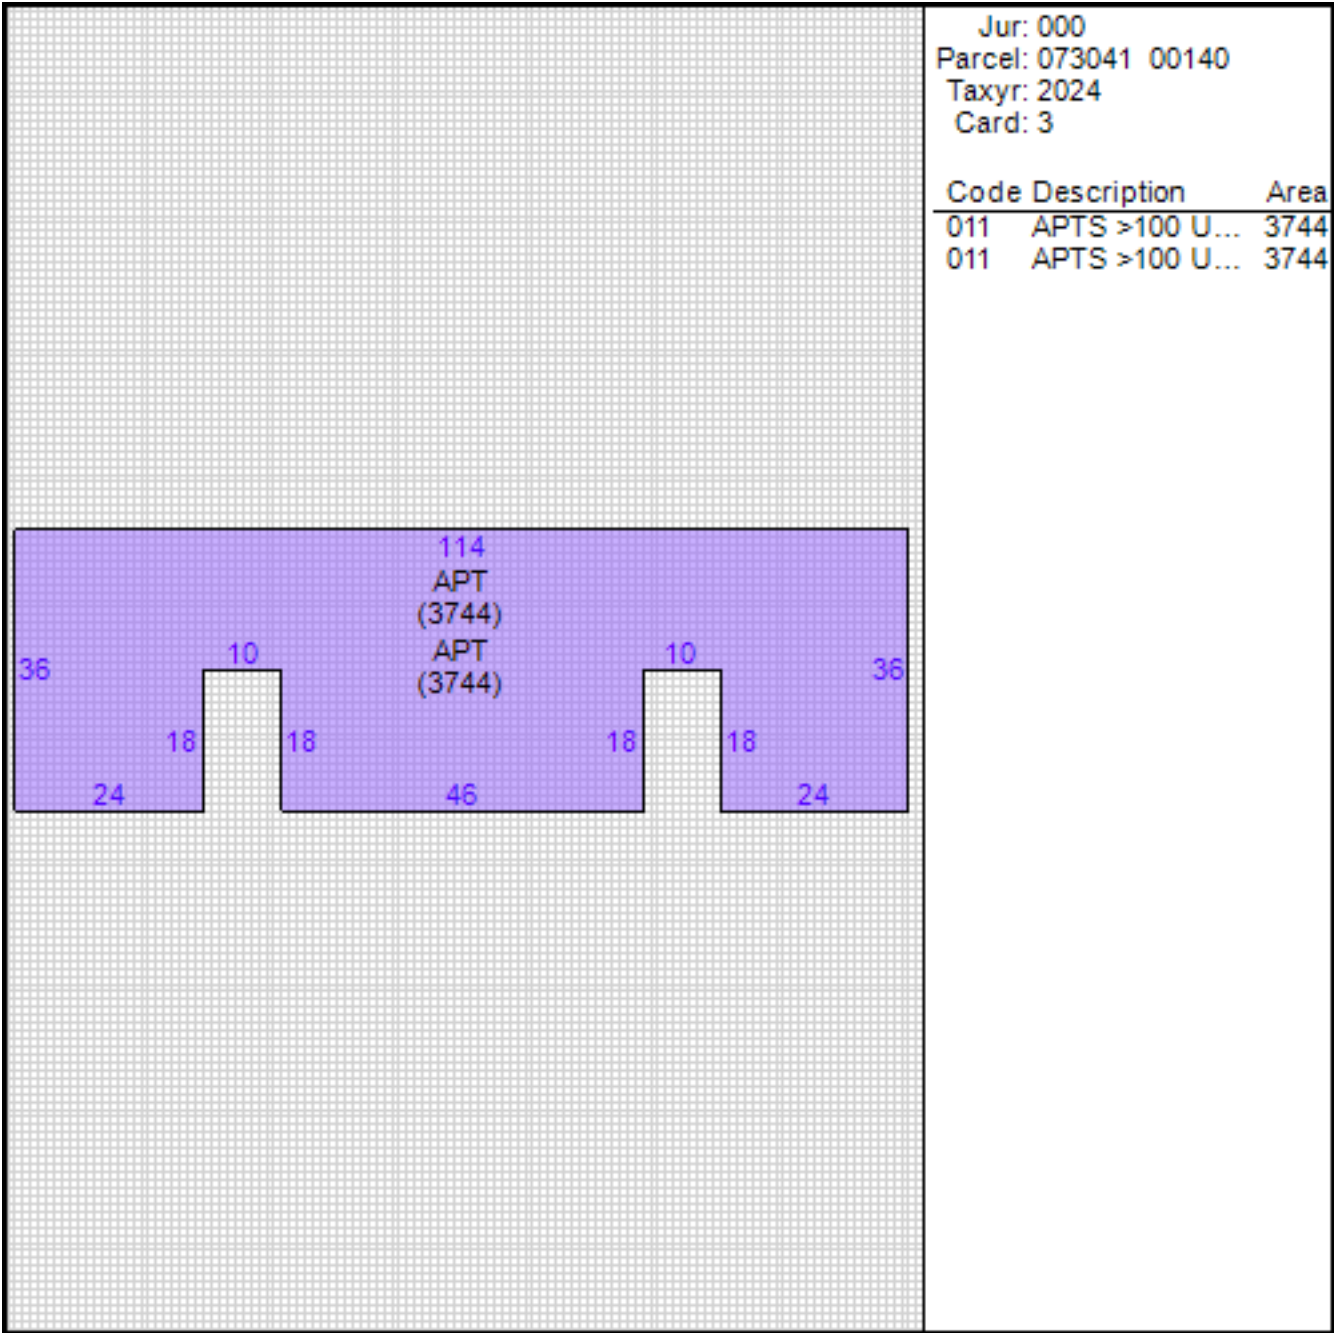 Jur: 000
Parcel: 073041 00140
Taxyr: 2024
Card: 3
Code Description Area
011 APTS >100 U... 3744
011 APTS >100 U... 3744
114
APT
(3744)
APT
(3744)
10 10
36 36
18 18 18 18
24 46 24